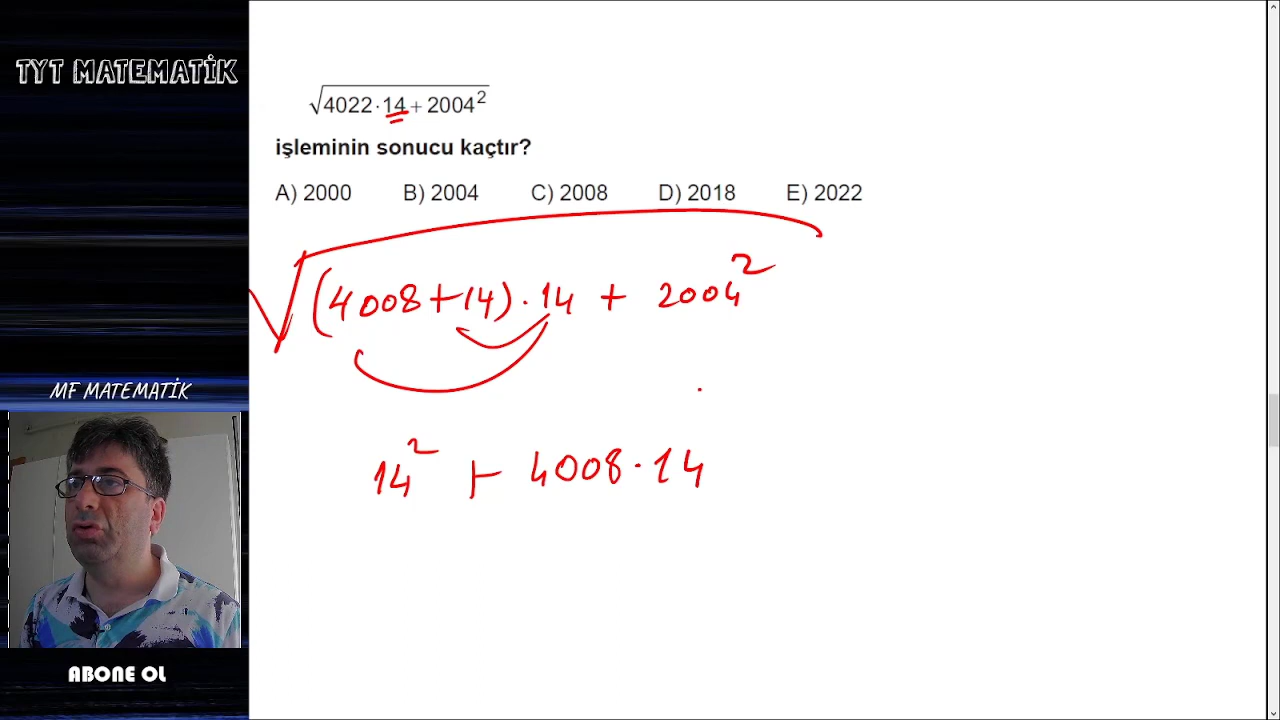 TYT MATEMATİK
√4022·14+2004²
işleminin sonucu kaçtır?
A) 2000 B) 2004 C) 2008 D) 2018 E) 2022
√(4008+14)·14 + 2004²
14² + 4008·14
MF MATEMATİK
ABONE OL